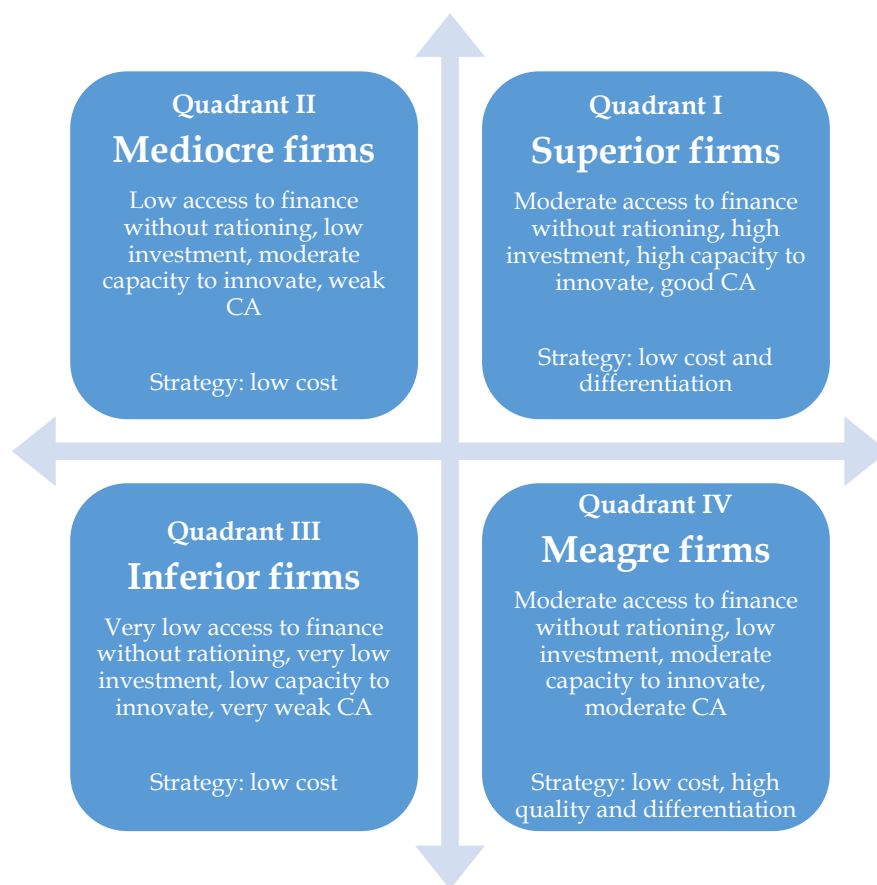 Quadrant II
Mediocre firms
Low access to finance
without rationing, low
investment, moderate
capacity to innovate, weak
CA
Strategy: low cost
Quadrant I
Superior firms
Moderate access to finance
without rationing, high
investment, high capacity to
innovate, good CA
Strategy: low cost and
differentiation
Quadrant III
Inferior firms
Very low access to finance
without rationing, very low
investment, low capacity to
innovate, very weak CA
Strategy: low cost
Quadrant IV
Meagre firms
Moderate access to finance
without rationing, low
investment, moderate
capacity to innovate,
moderate CA
Strategy: low cost, high
quality and differentiation